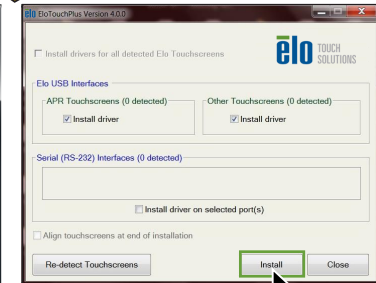 elo EloTouchPlus Version 4.0.0
Install drivers for all detected Elo Touchscreens
elo TOUCH SOLUTIONS
Elo USB Interfaces
APR Touchscreens (0 detected)
Other Touchscreens (0 detected)
Install driver
Install driver
Serial (RS-232) Interfaces (0 detected)
Install driver on selected port(s)
Align touchscreens at end of installation
Re-detect Touchscreens
Install
Close